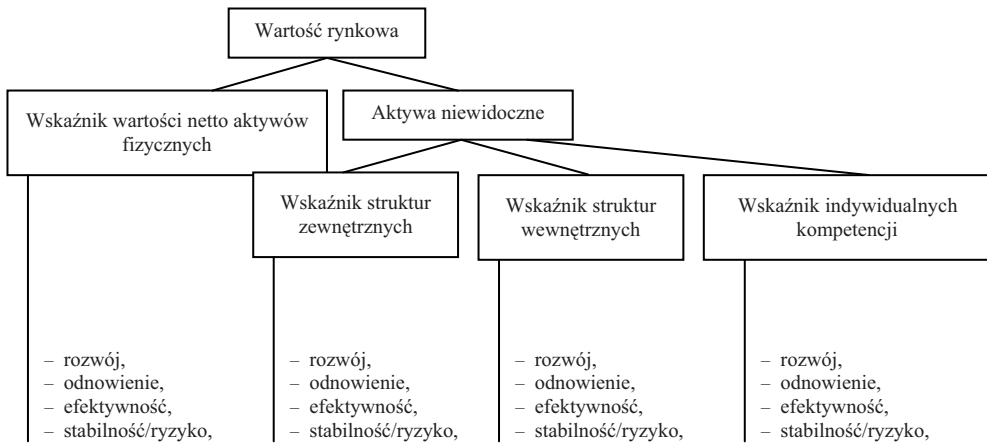 Wartość rynkowa
Wskaźnik wartości netto aktywów
fizycznych
Aktywa niewidoczne
Wskaźnik struktur
zewnętrznych
Wskaźnik struktur
wewnętrznych
Wskaźnik indywidualnych
kompetencji
– rozwój,
– odnowienie,
– efektywność,
– stabilność/ryzyko,
– rozwój,
– odnowienie,
– efektywność,
– stabilność/ryzyko,
– rozwój,
– odnowienie,
– efektywność,
– stabilność/ryzyko,
– rozwój,
– odnowienie,
– efektywność,
– stabilność/ryzyko,